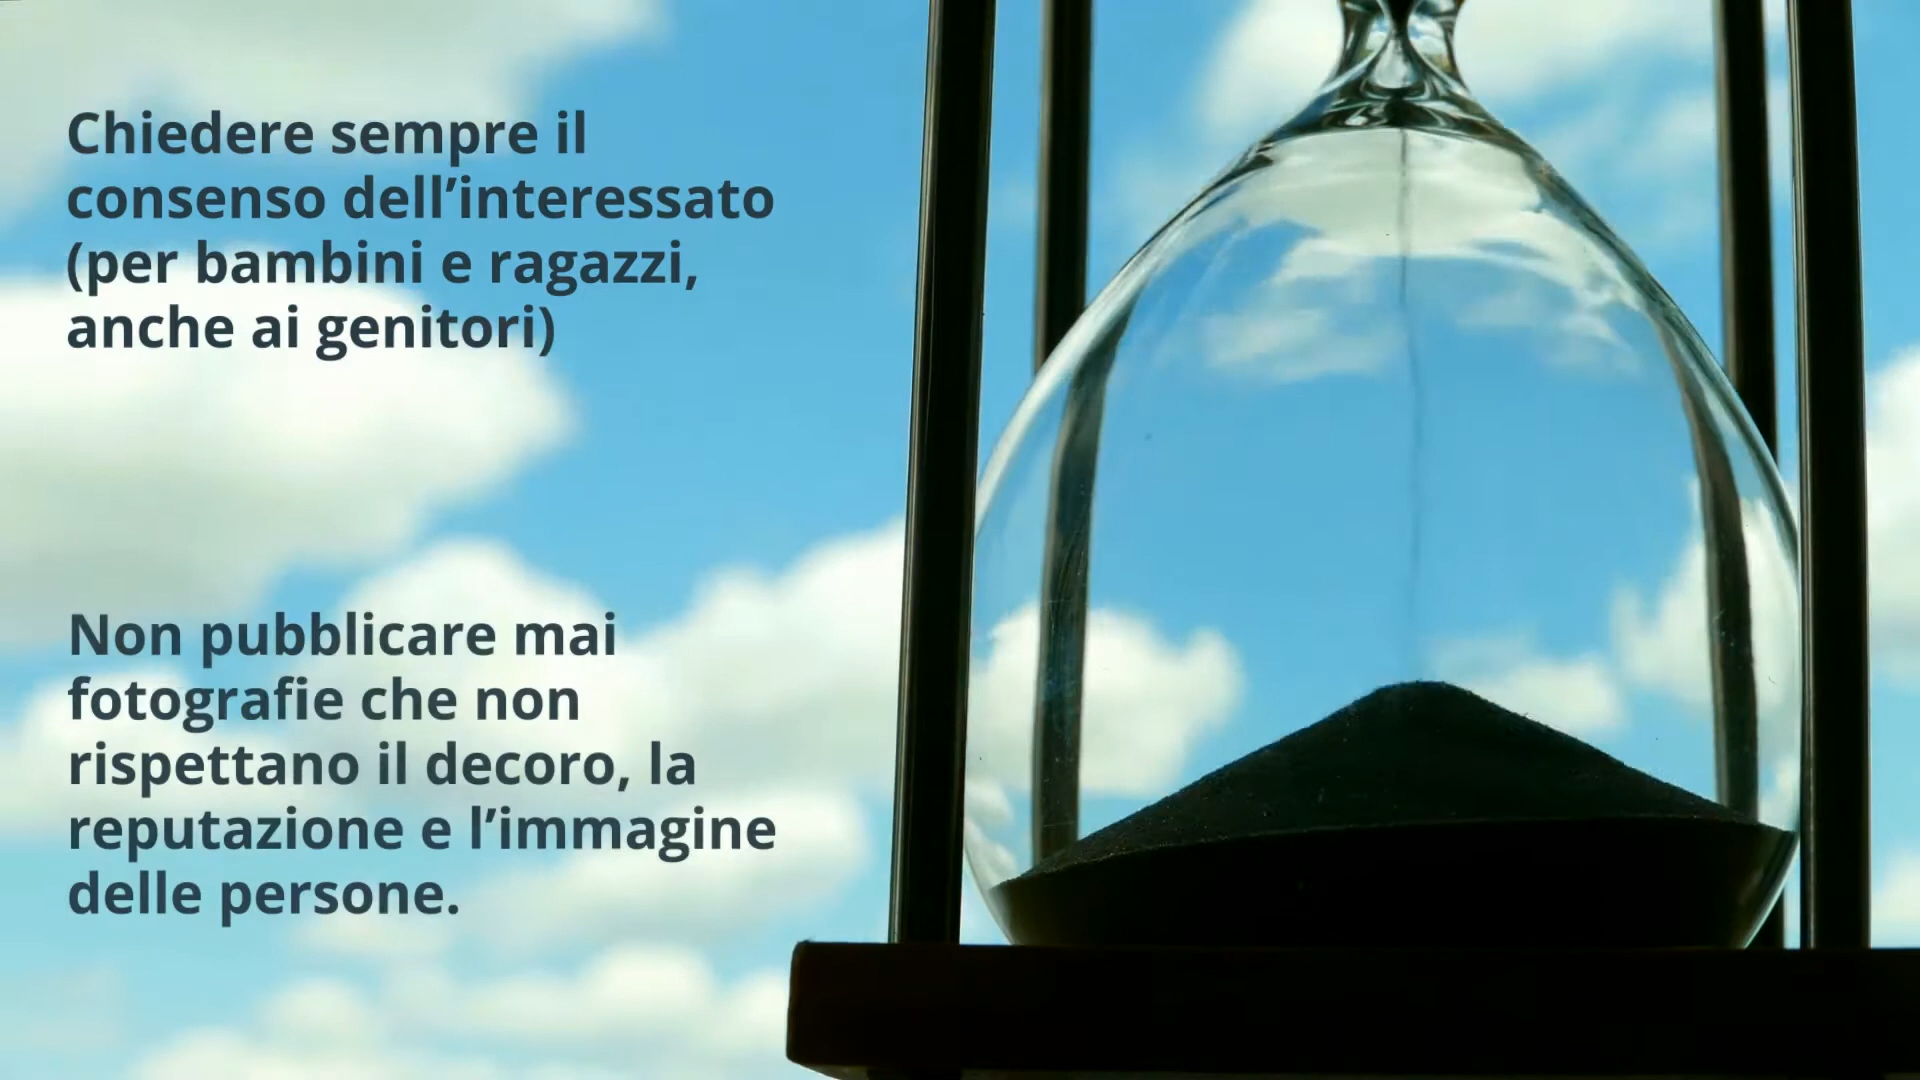 Chiedere sempre il
consenso dell’interessato
(per bambini e ragazzi,
anche ai genitori)
Non pubblicare mai
fotografie che non
rispettano il decoro, la
reputazione e l’immagine
delle persone.